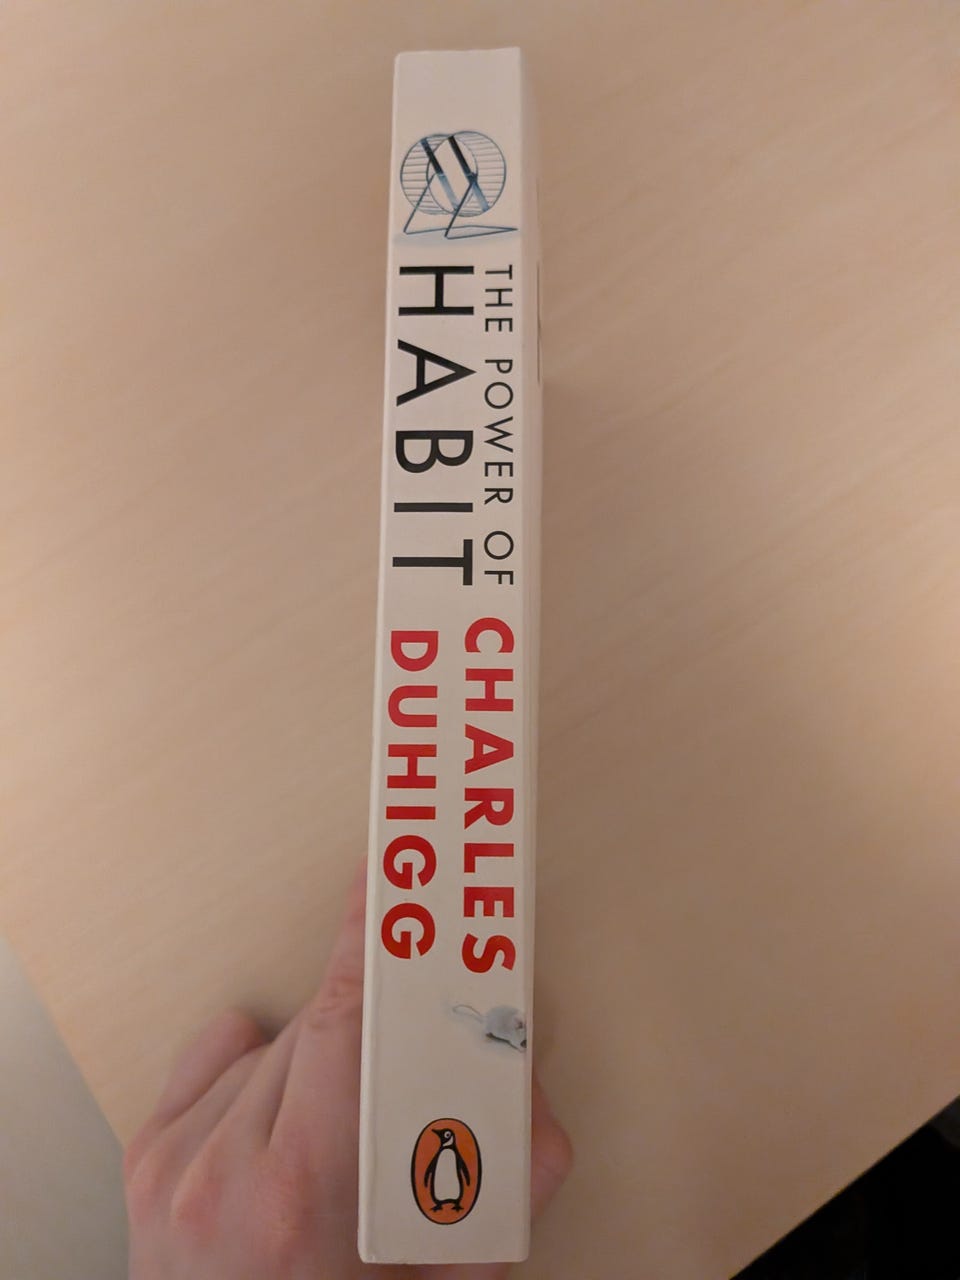 THE POWER OF
HABIT
CHARLES
DUHIGG